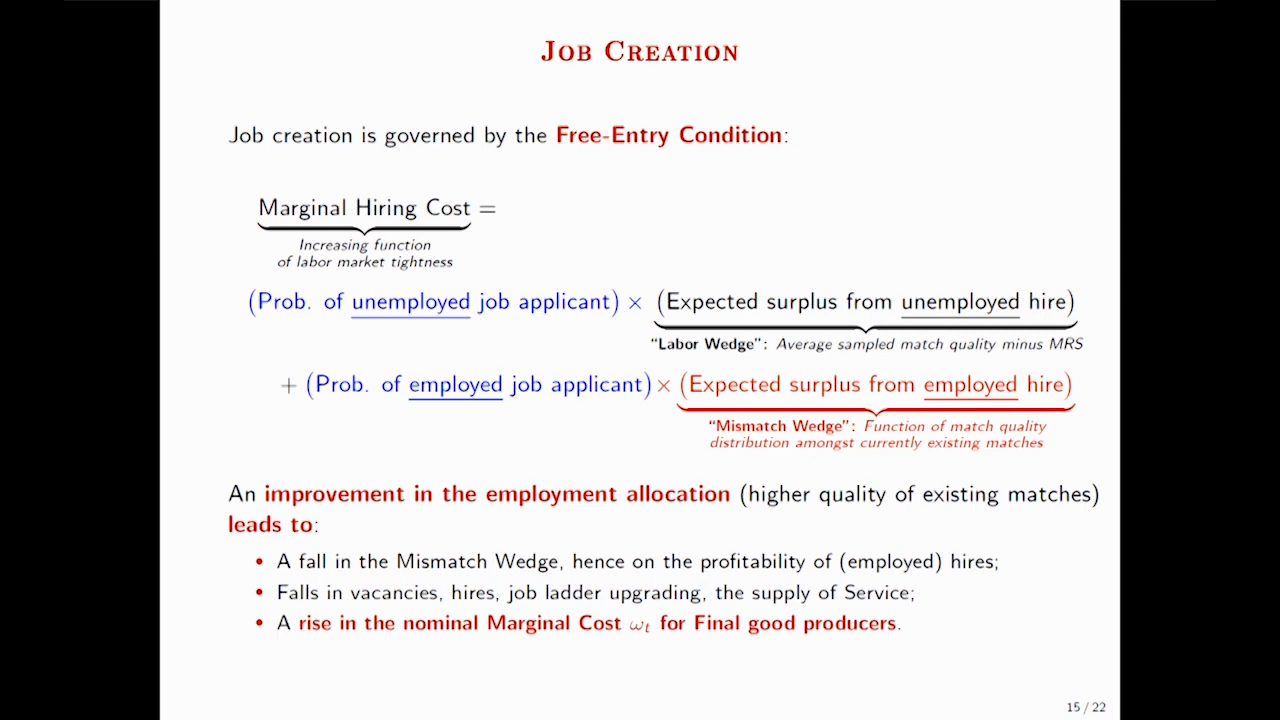 Job Creation
Job creation is governed by the Free-Entry Condition:
Marginal Hiring Cost =
Increasing function
of labor market tightness
(Prob. of unemployed job applicant) × (Expected surplus from unemployed hire)
“Labor Wedge”: Average sampled match quality minus MRS
+ (Prob. of employed job applicant) × (Expected surplus from employed hire)
“Mismatch Wedge”: Function of match quality
distribution amongst currently existing matches
An improvement in the employment allocation (higher quality of existing matches)
leads to:
• A fall in the Mismatch Wedge, hence on the profitability of (employed) hires;
• Falls in vacancies, hires, job ladder upgrading, the supply of Service;
• A rise in the nominal Marginal Cost ωt for Final good producers.
15 / 22